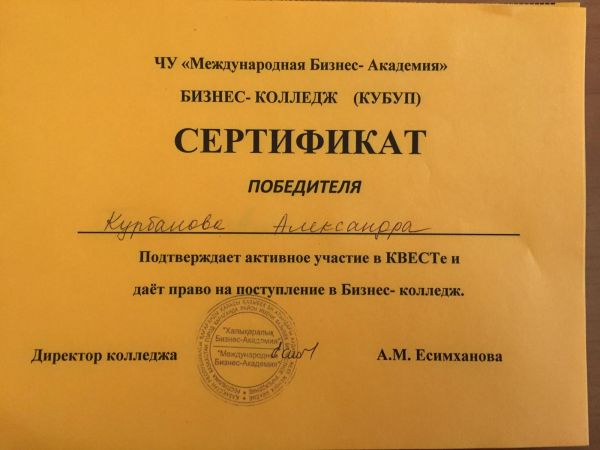 ЧУ «Международная Бизнес- Академия»
БИЗНЕС- КОЛЛЕДЖ (КУБУП)
СЕРТИФИКАТ
ПОБЕДИТЕЛЯ
Курбанова Александра
Подтверждает активное участие в КВЕСТе и
даёт право на поступление в Бизнес- колледж.
"Халықаралық
Бизнес-Академия"
"Международная
Бизнес-Академия"
Директор колледжа А.М. Есимханова